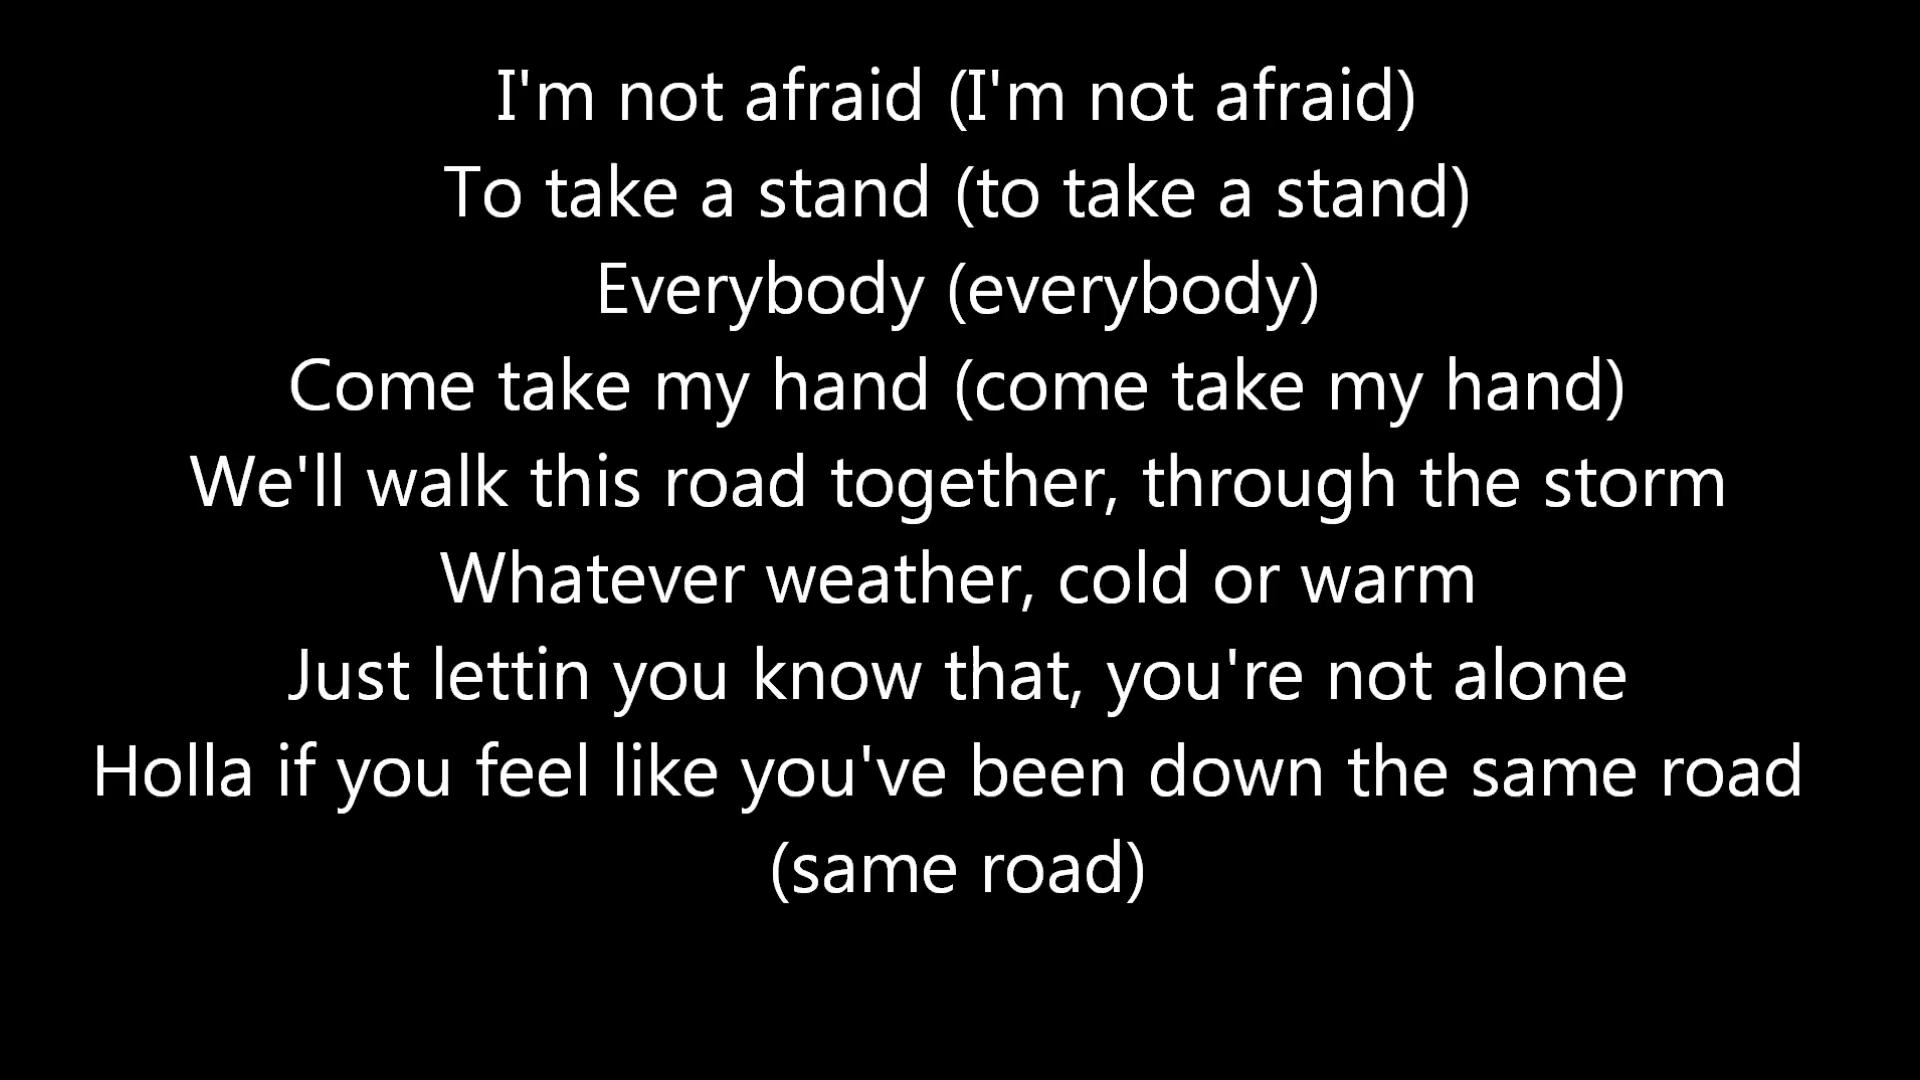 I'm not afraid (I'm not afraid)
To take a stand (to take a stand)
Everybody (everybody)
Come take my hand (come take my hand)
We'll walk this road together, through the storm
Whatever weather, cold or warm
Just lettin you know that, you're not alone
Holla if you feel like you've been down the same road
(same road)